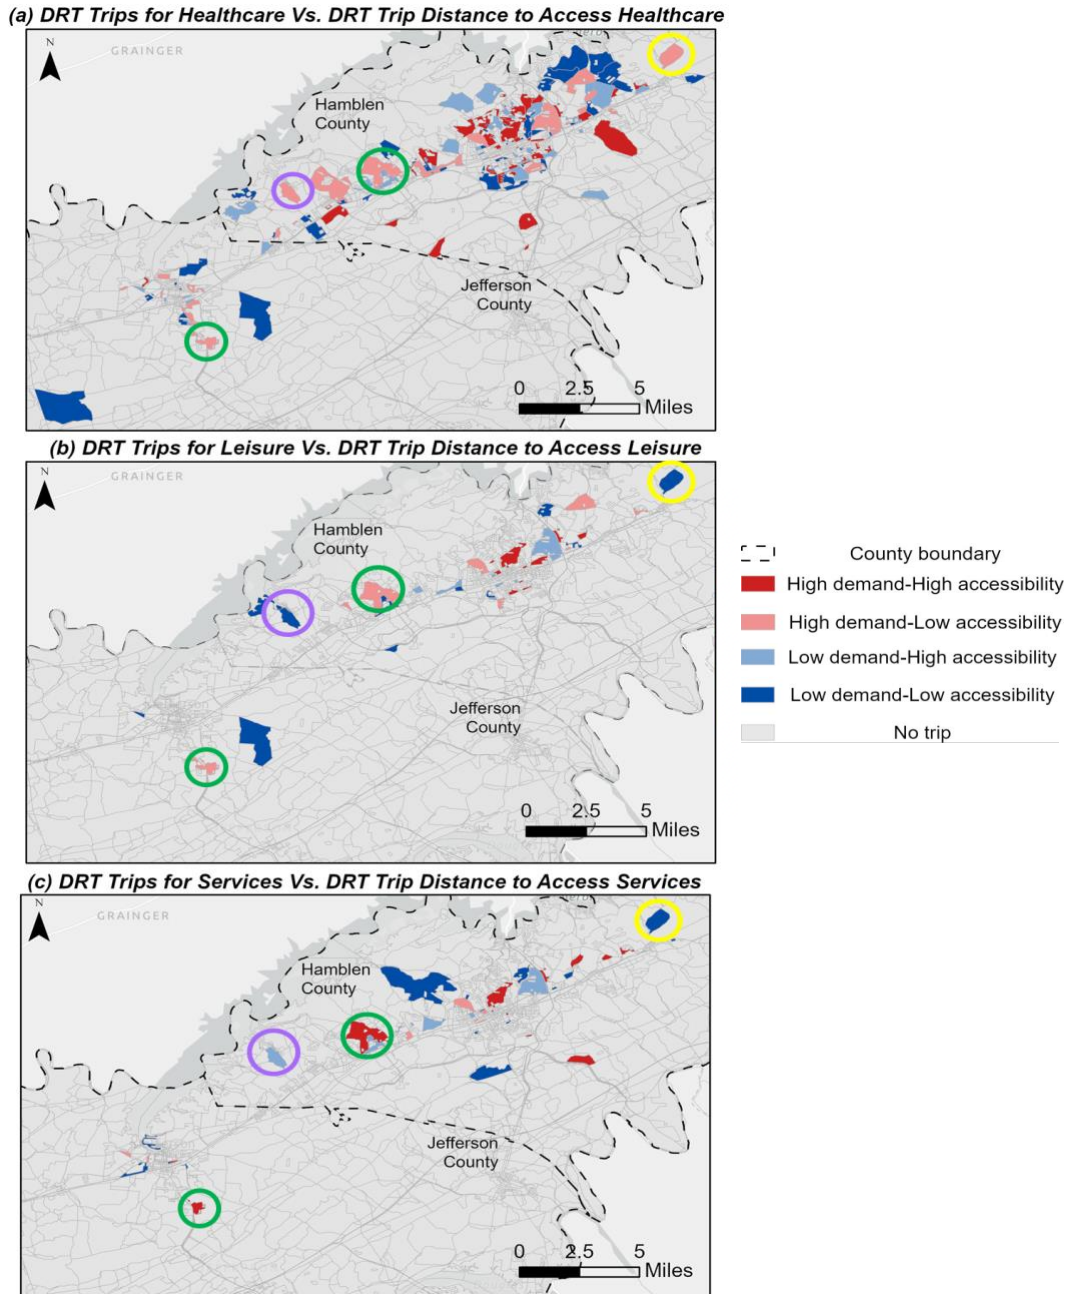 (a) DRT Trips for Healthcare Vs. DRT Trip Distance to Access Healthcare
N
GRAINGER
Hamblen
County
Jefferson
County
0 2.5 5
Miles
(b) DRT Trips for Leisure Vs. DRT Trip Distance to Access Leisure
N
GRAINGER
Hamblen
County
Jefferson
County
0 2.5 5
Miles
County boundary
High demand-High accessibility
High demand-Low accessibility
Low demand-High accessibility
Low demand-Low accessibility
No trip
(c) DRT Trips for Services Vs. DRT Trip Distance to Access Services
N
GRAINGER
Hamblen
County
Jefferson
County
0 2.5 5
Miles